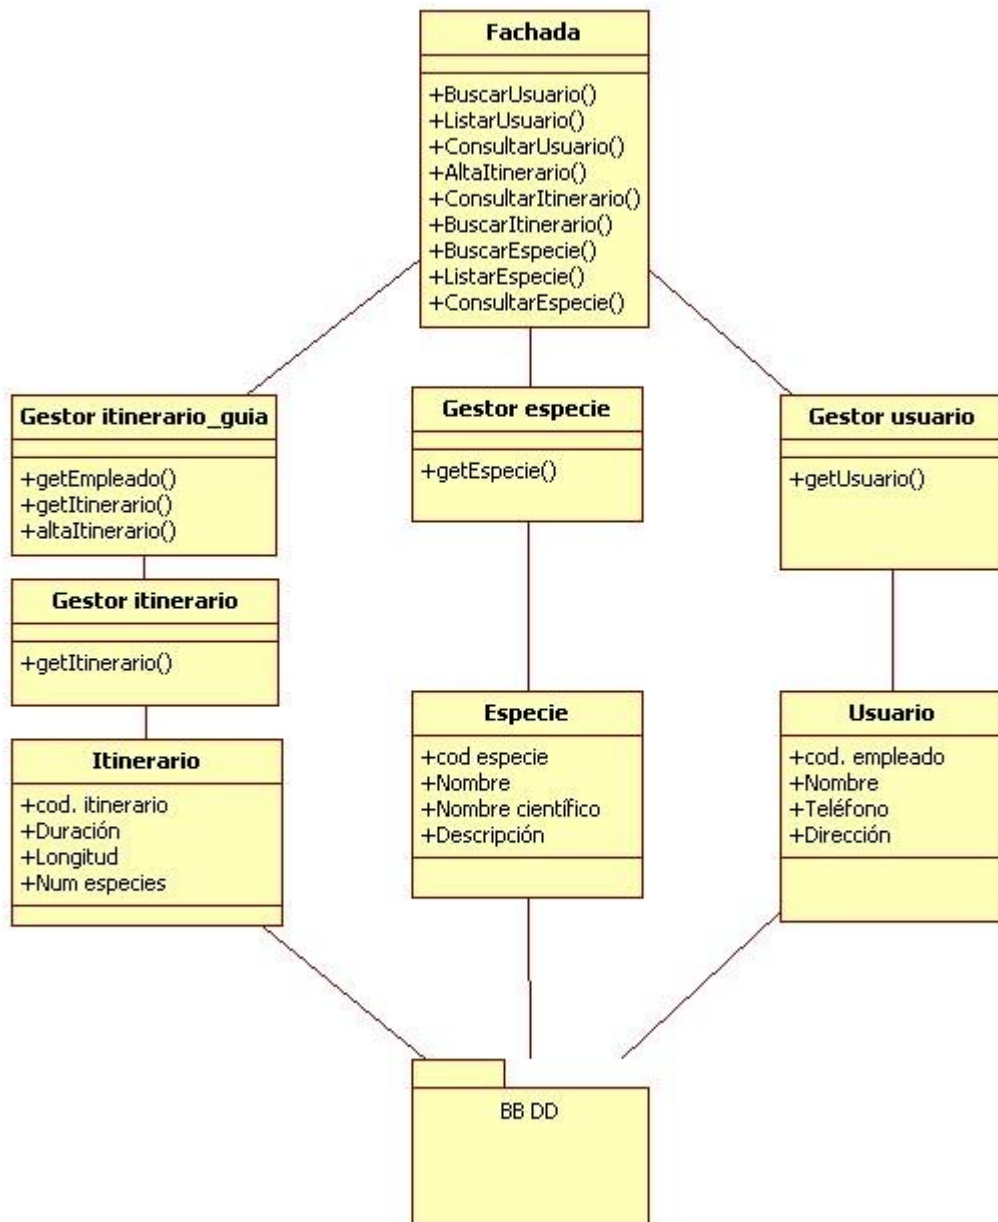 Fachada
+BuscarUsuario()
+ListarUsuario()
+ConsultarUsuario()
+AltaItinerario()
+ConsultarItinerario()
+BuscarItinerario()
+BuscarEspecie()
+ListarEspecie()
+ConsultarEspecie()
Gestor itinerario_guia
+getEmpleado()
+getItinerario()
+altaItinerario()
Gestor especie
+getEspecie()
Gestor usuario
+getUsuario()
Gestor itinerario
+getItinerario()
Itinerario
+cod. itinerario
+Duración
+Longitud
+Num especies
Especie
+cod especie
+Nombre
+Nombre científico
+Descripción
Usuario
+cod. empleado
+Nombre
+Teléfono
+Dirección
BB DD